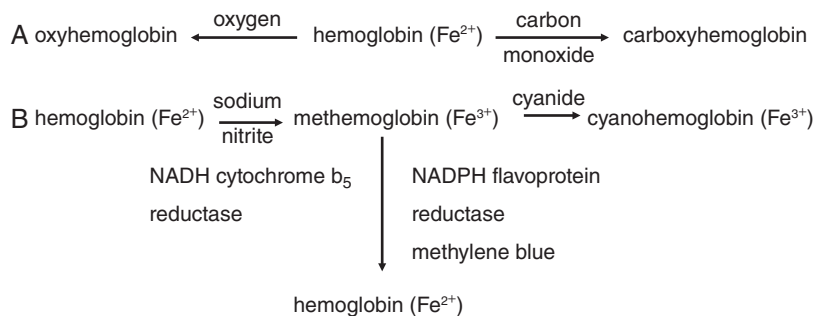 oxygen carbon
A oxyhemoglobin hemoglobin (Fe²⁺) carboxyhemoglobin
monoxide
sodium cyanide
B hemoglobin (Fe²⁺) methemoglobin (Fe³⁺) cyanohemoglobin (Fe³⁺)
nitrite
NADH cytochrome b₅ NADPH flavoprotein
reductase reductase
methylene blue
hemoglobin (Fe²⁺)